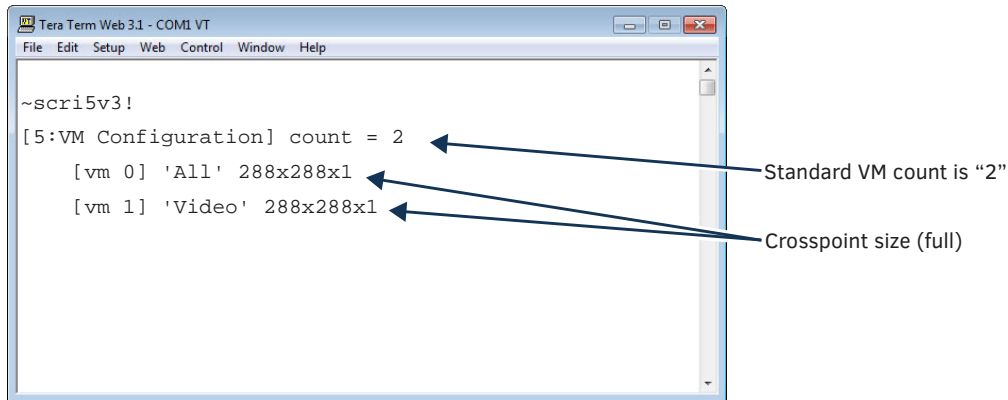 Tera Term Web 3.1 - COM1 VT
File Edit Setup Web Control Window Help
~scri5v3!
[5:VM Configuration] count = 2
[vm 0] 'All' 288x288x1
[vm 1] 'Video' 288x288x1
Standard VM count is “2”
Crosspoint size (full)